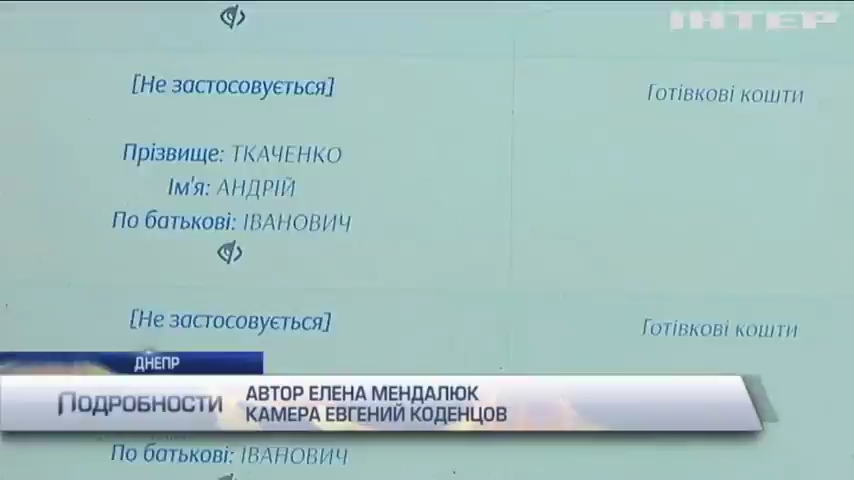 ІНТЕР
[Не застосовується]
Готівкові кошти
Прізвище: ТКАЧЕНКО
Ім'я: АНДРІЙ
По батькові: ІВАНОВИЧ
[Не застосовується]
Готівкові кошти
ДНЕПР
ПОДРОБНОСТИ
АВТОР ЕЛЕНА МЕНДАЛЮК
КАМЕРА ЕВГЕНИЙ КОДЕНЦОВ
По батькові: ІВАНОВИЧ